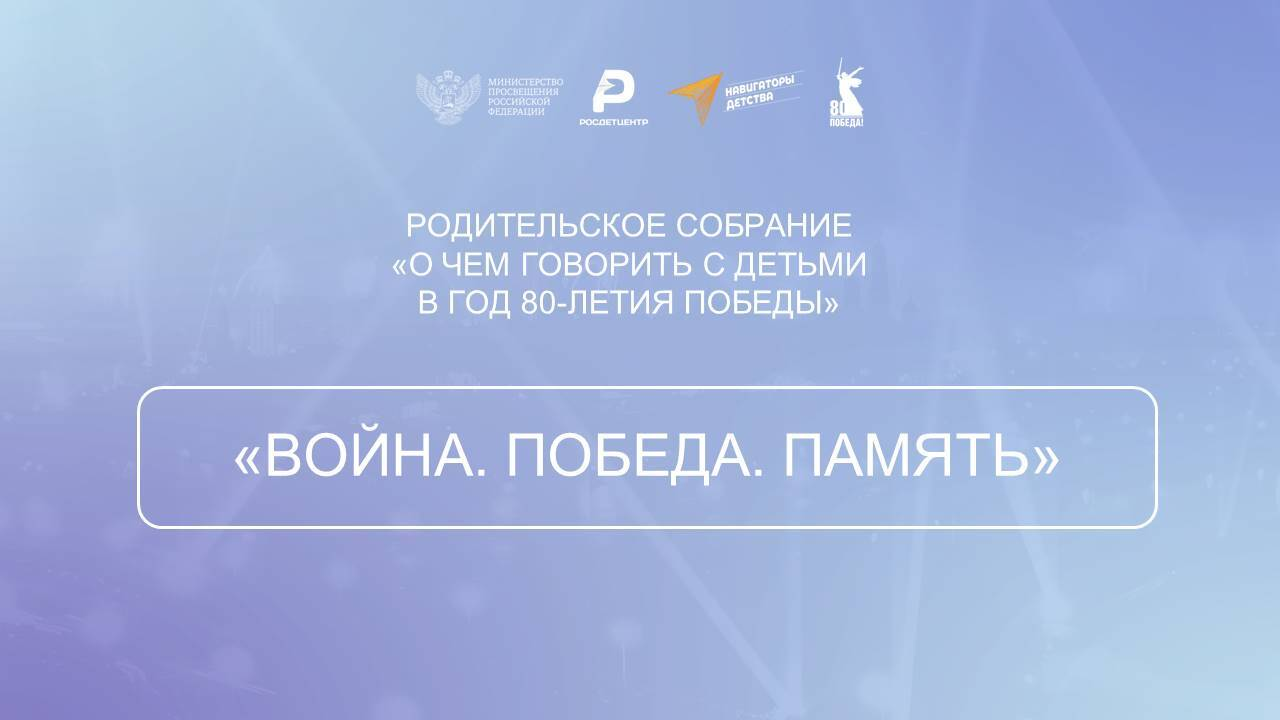 МИНИСТЕРСТВО
ПРОСВЕЩЕНИЯ
РОССИЙСКОЙ
ФЕДЕРАЦИИ
РОСДЕТЦЕНТР
НАВИГАТОРЫ
ДЕТСТВА
80
ПОБЕДА!
РОДИТЕЛЬСКОЕ СОБРАНИЕ
«О ЧЕМ ГОВОРИТЬ С ДЕТЬМИ
В ГОД 80-ЛЕТИЯ ПОБЕДЫ»
«ВОЙНА. ПОБЕДА. ПАМЯТЬ»